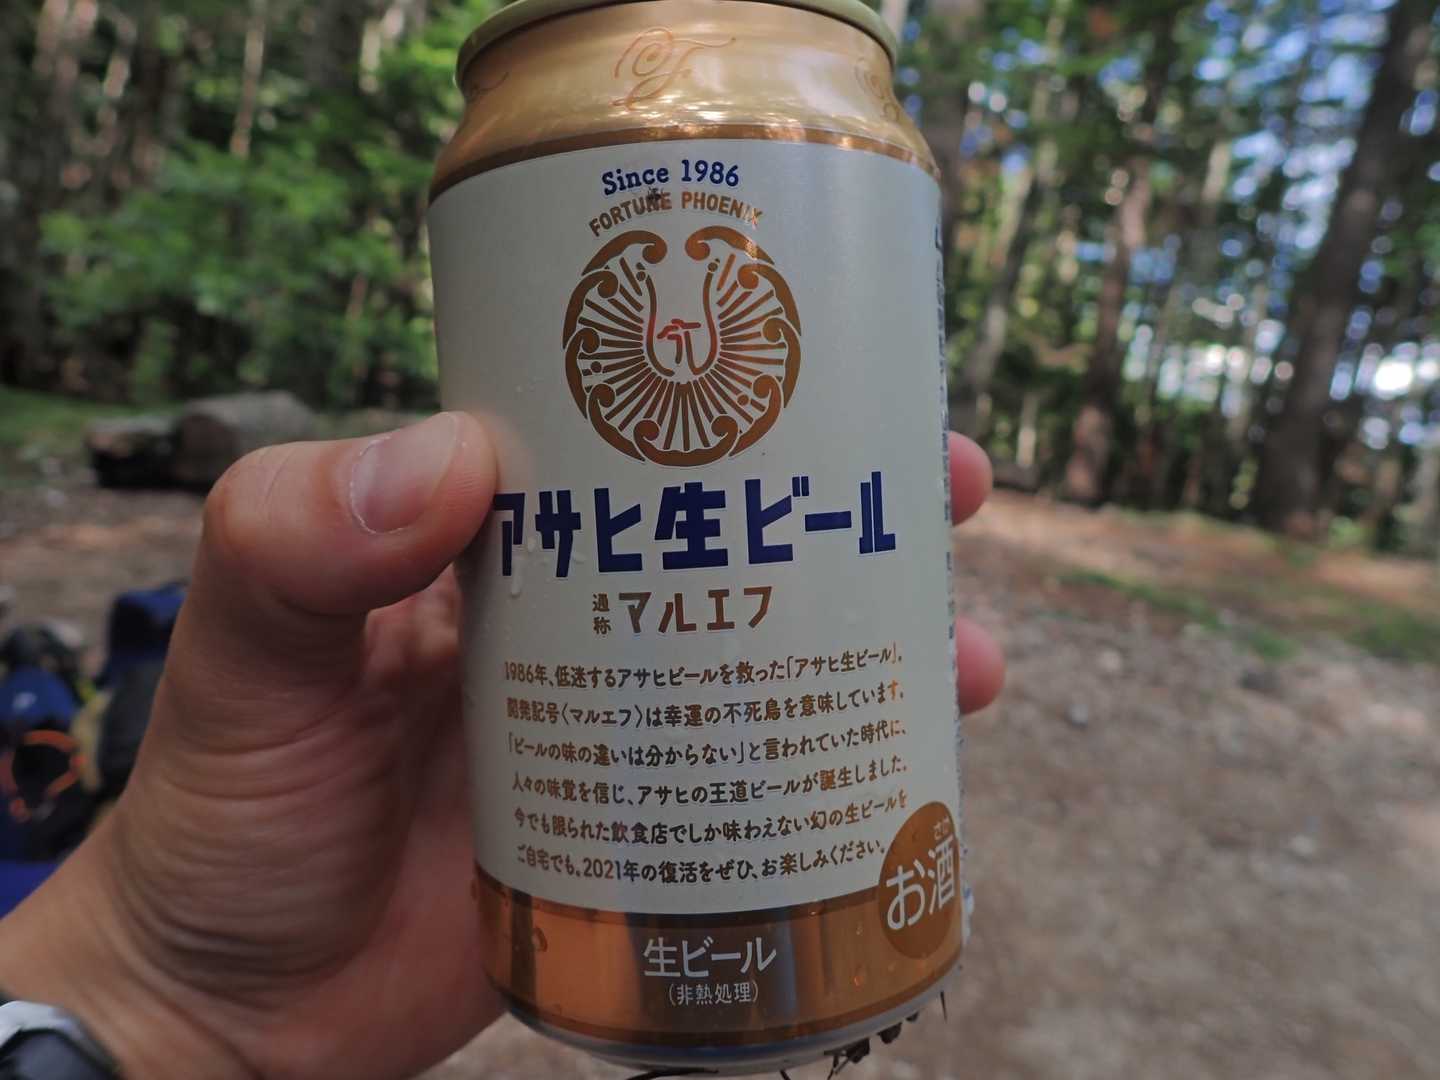 Since 1986
FORTUNE PHOENIX
アサヒ生ビール
通称 マルエフ
1986年、低迷するアサヒビールを救った「アサヒ生ビール」。
開発記号〈マルエフ〉は幸運の不死鳥を意味しています。
「ビールの味の違いは分からない」と言われていた時代に、
人々の味覚を信じ、アサヒの王道ビールが誕生しました。
今でも限られた飲食店でしか味わえない幻の生ビールを
ご自宅でも。2021年の復活をぜひ、お楽しみください。
さけ
お酒
生ビール
(非熱処理)